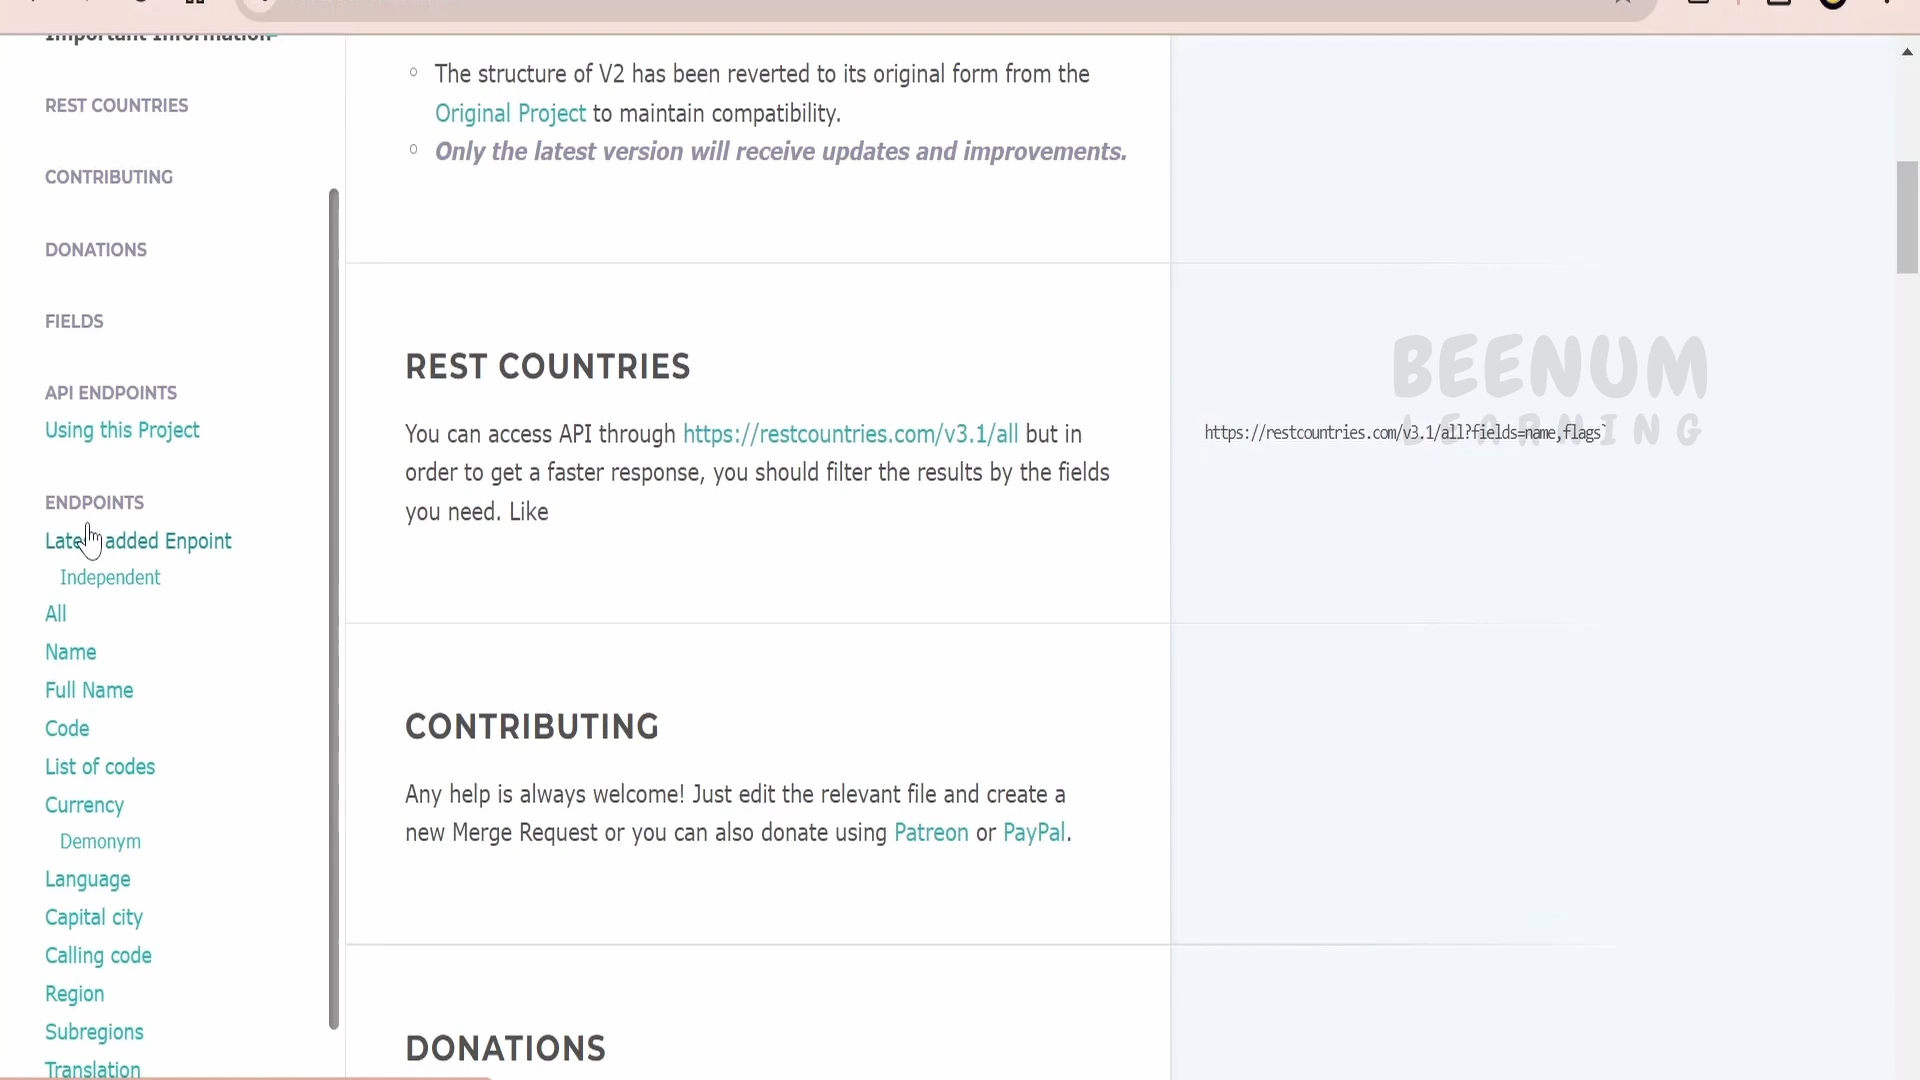 Important Information
REST COUNTRIES
CONTRIBUTING
DONATIONS
FIELDS
API ENDPOINTS
Using this Project
ENDPOINTS
added Enpoint
Independent
All
Name
Full Name
Code
List of codes
Currency
Demonym
Language
Capital city
Calling code
Region
Subregions
Translation
The structure of V2 has been reverted to its original form from the
Original Project to maintain compatibility.
Only the latest version will receive updates and improvements.
REST COUNTRIES
You can access API through https://restcountries.com/v3.1/all but in
order to get a faster response, you should filter the results by the fields
you need. Like
CONTRIBUTING
Any help is always welcome! Just edit the relevant file and create a
new Merge Request or you can also donate using Patreon or PayPal.
DONATIONS
BEENUM
LEARNING
https://restcountries.com/v3.1/all?fields=name,flags`